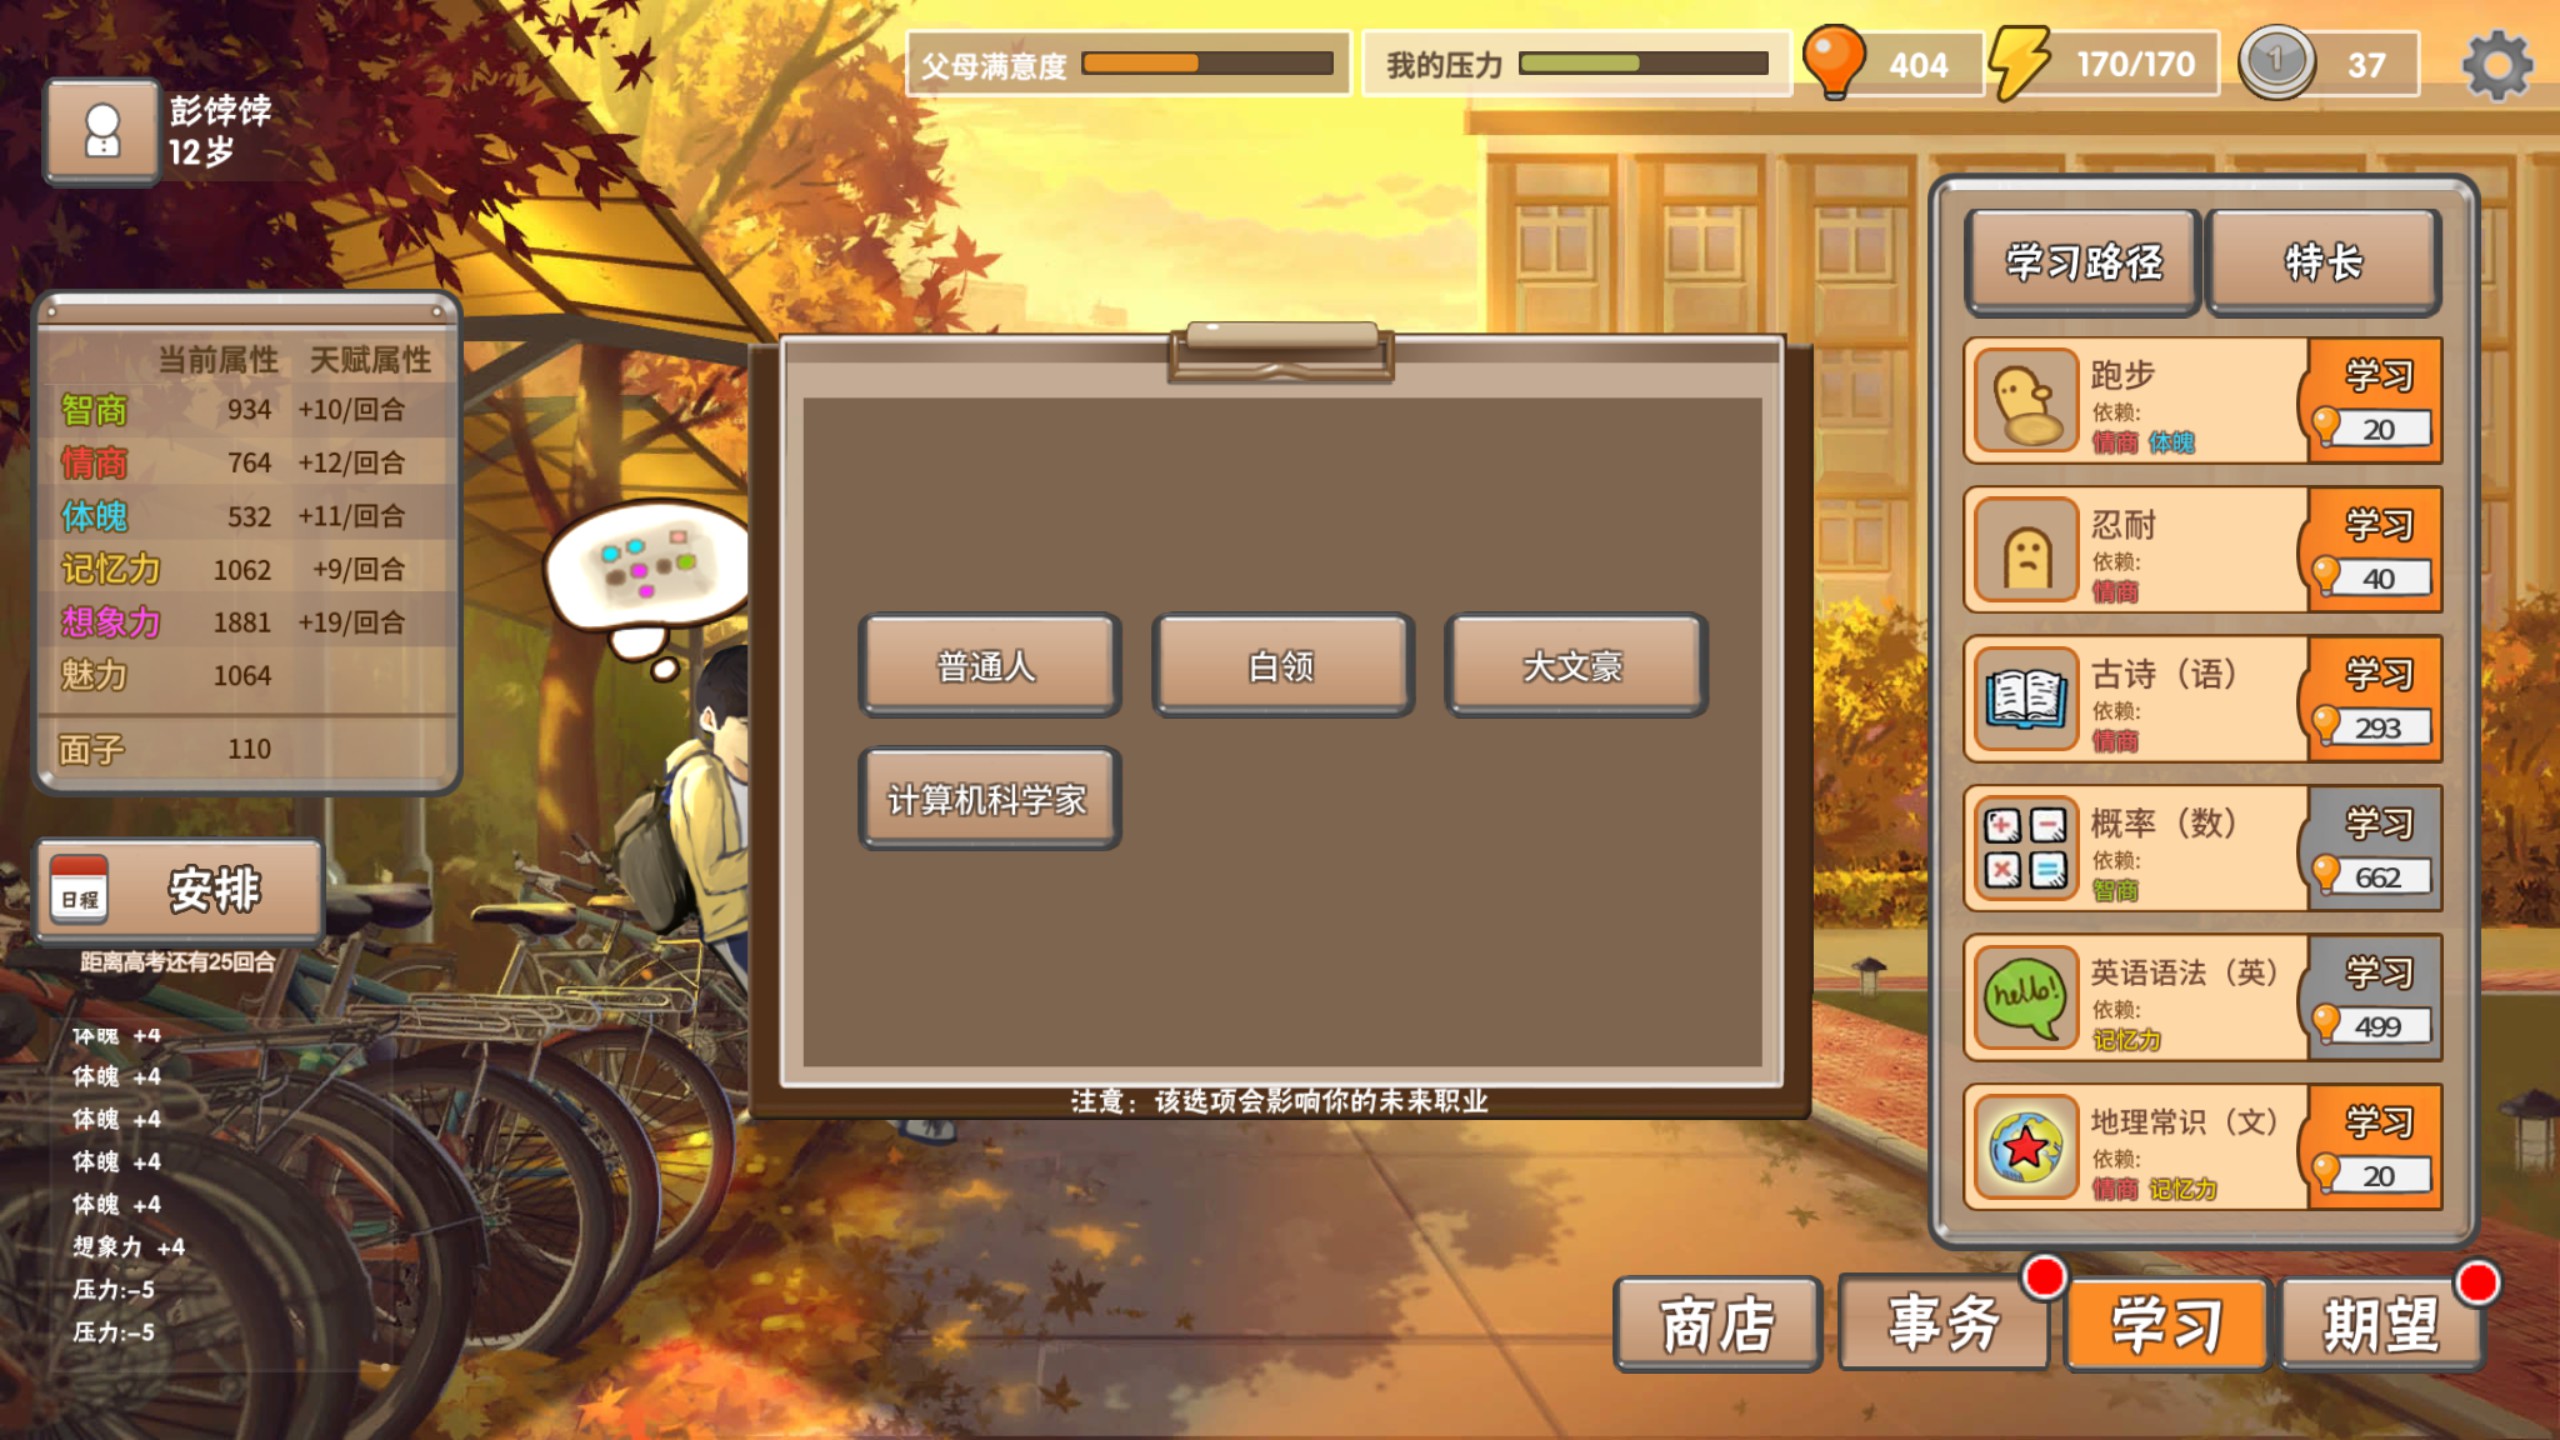 彭饽饽
12岁
父母满意度
我的压力
404
170/170
37
当前属性 天赋属性
智商 934 +10/回合
情商 764 +12/回合
体魄 532 +11/回合
记忆力 1062 +9/回合
想象力 1881 +19/回合
魅力 1064
面子 110
日程 安排
距离高考还有25回合
体魄 +4
体魄 +4
体魄 +4
体魄 +4
体魄 +4
想象力 +4
压力:-5
压力:-5
普通人 白领 大文豪
计算机科学家
注意：该选项会影响你的未来职业
学习路径 特长
跑步
依赖:
情商 体魄
学习
20
忍耐
依赖:
情商
学习
40
古诗（语）
依赖:
情商
学习
293
概率（数）
依赖:
智商
学习
662
hello!
英语语法（英）
依赖:
记忆力
学习
499
地理常识（文）
依赖:
情商 记忆力
学习
20
商店 事务 学习 期望